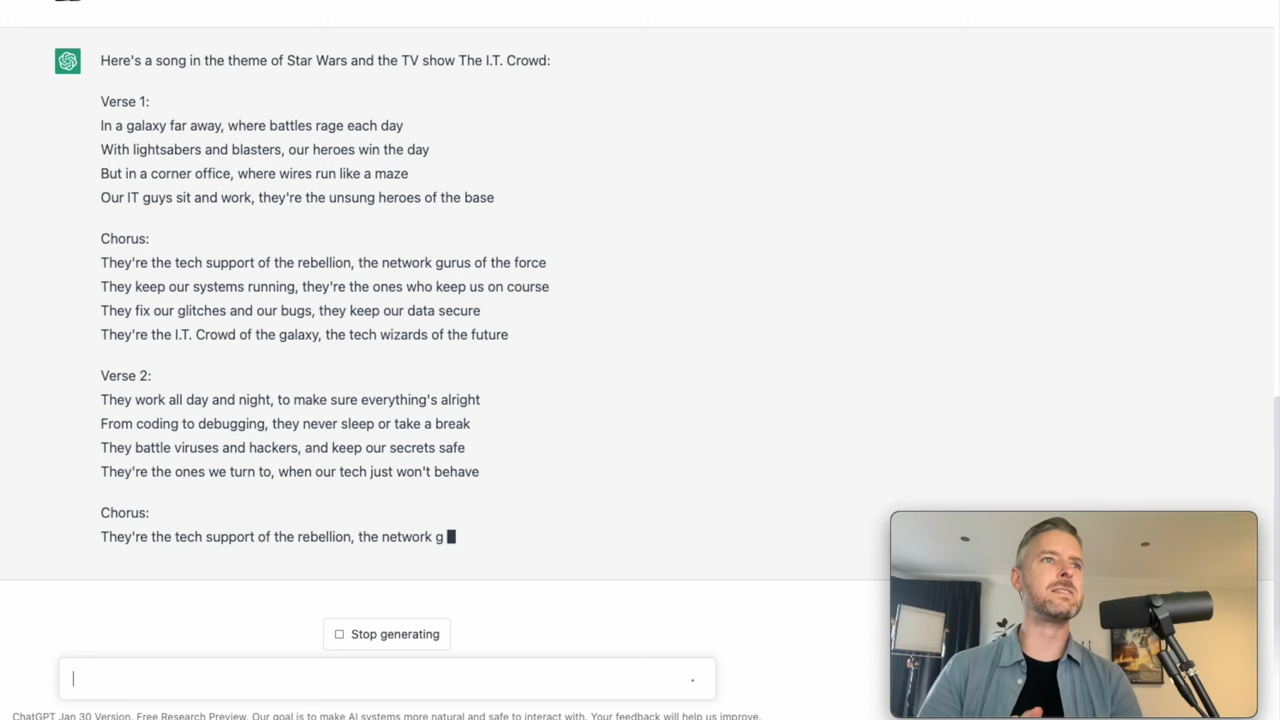 Here's a song in the theme of Star Wars and the TV show The I.T. Crowd:
Verse 1:
In a galaxy far away, where battles rage each day
With lightsabers and blasters, our heroes win the day
But in a corner office, where wires run like a maze
Our IT guys sit and work, they're the unsung heroes of the base
Chorus:
They're the tech support of the rebellion, the network gurus of the force
They keep our systems running, they're the ones who keep us on course
They fix our glitches and our bugs, they keep our data secure
They're the I.T. Crowd of the galaxy, the tech wizards of the future
Verse 2:
They work all day and night, to make sure everything's alright
From coding to debugging, they never sleep or take a break
They battle viruses and hackers, and keep our secrets safe
They're the ones we turn to, when our tech just won't behave
Chorus:
They're the tech support of the rebellion, the network g
Stop generating
ChatGPT Jan 30 Version. Free Research Preview. Our goal is to make AI systems more natural and safe to interact with. Your feedback will help us improve.